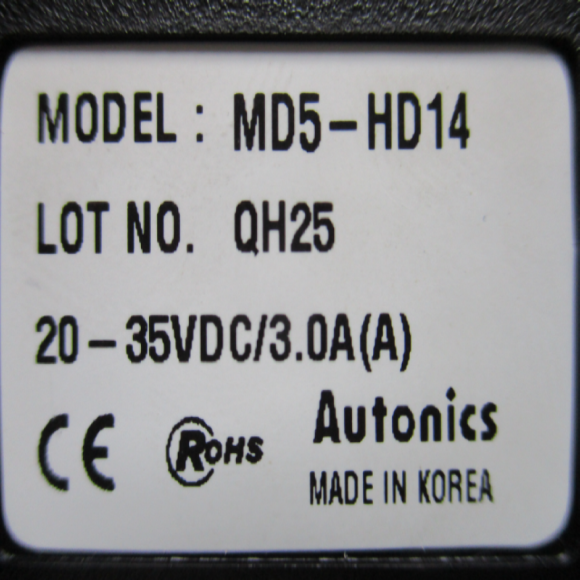 MODEL : MD5-HD14
LOT NO. QH25
20-35VDC/3.0A(A)
CE RoHS Autonics
MADE IN KOREA